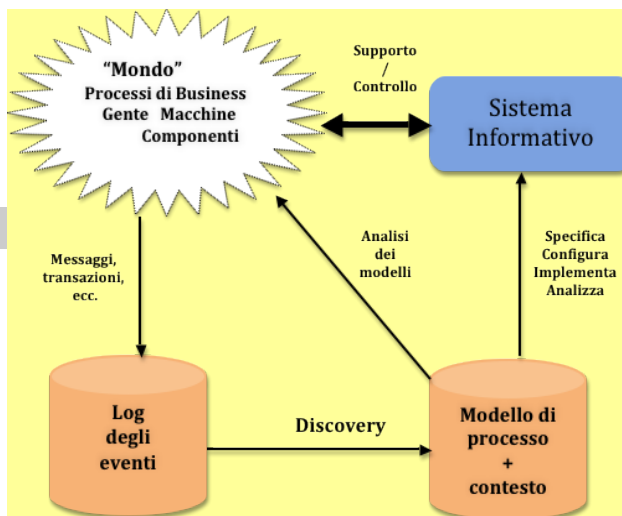 “Mondo”
Processi di Business
Gente Macchine
Componenti
Supporto
/
Controllo
Sistema
Informativo
Messaggi,
transazioni,
ecc.
Analisi
dei
modelli
Specifica
Configura
Implementa
Analizza
Log
degli
eventi
Discovery
Modello di
processo
+
contesto